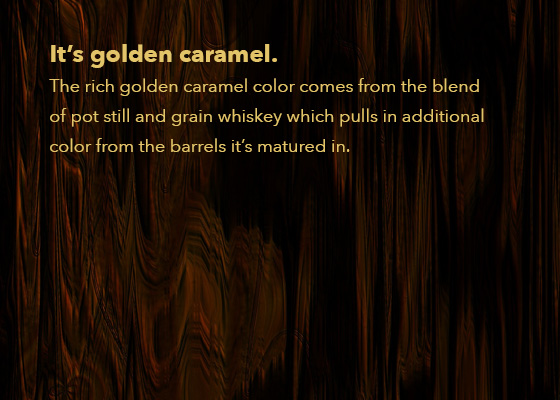 It’s golden caramel.
The rich golden caramel color comes from the blend
of pot still and grain whiskey which pulls in additional
color from the barrels it’s matured in.